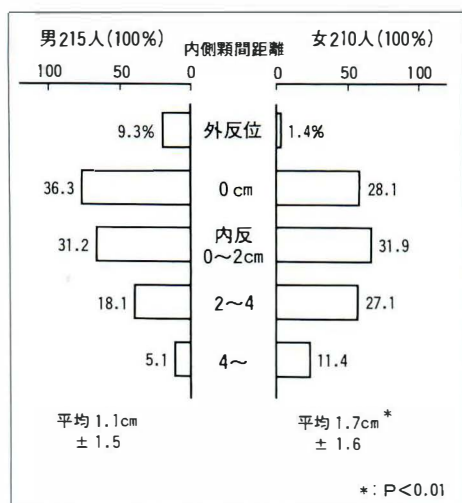 男215人(100%) 内側顆間距離 女210人(100%)
100 50 0 0 50 100
9.3% 外反位 1.4%
36.3 0cm 28.1
内反
31.2 0〜2cm 31.9
18.1 2〜4 27.1
5.1 4〜 11.4
平均 1.1cm 平均 1.7cm*
± 1.5 ± 1.6
*: P<0.01